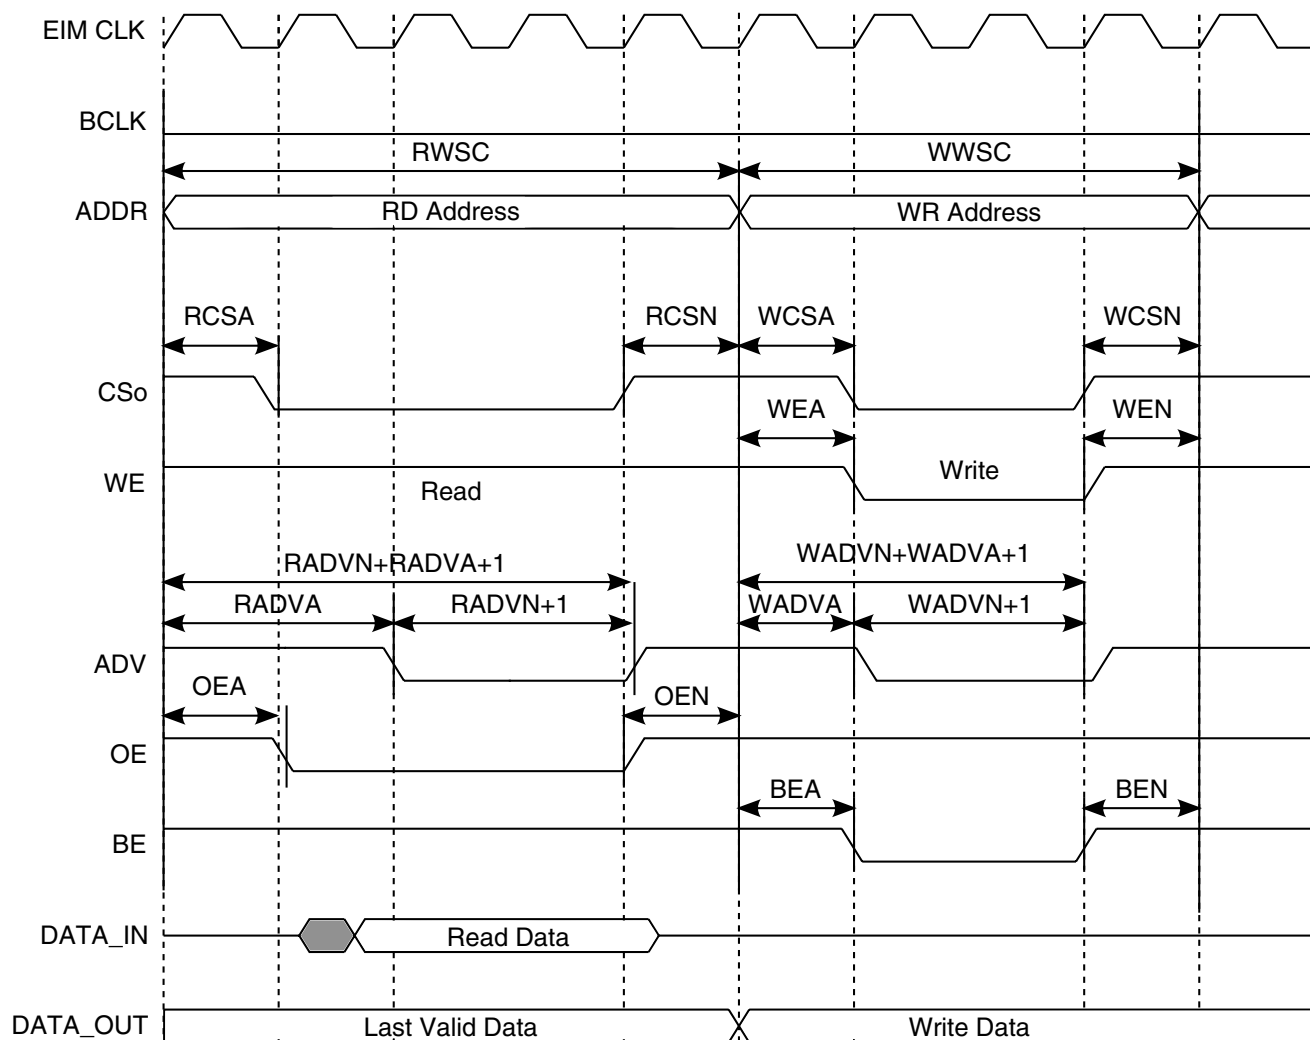 EIM CLK
BCLK
RWSC WWSC
ADDR RD Address WR Address
RCSA RCSN WCSA WCSN
CSo
WEA WEN
WE Read Write
RADVN+RADVA+1 WADVN+WADVA+1
RADVA RADVN+1 WADVA WADVN+1
ADV
OEA OEN
OE
BEA BEN
BE
DATA_IN Read Data
DATA_OUT Last Valid Data Write Data